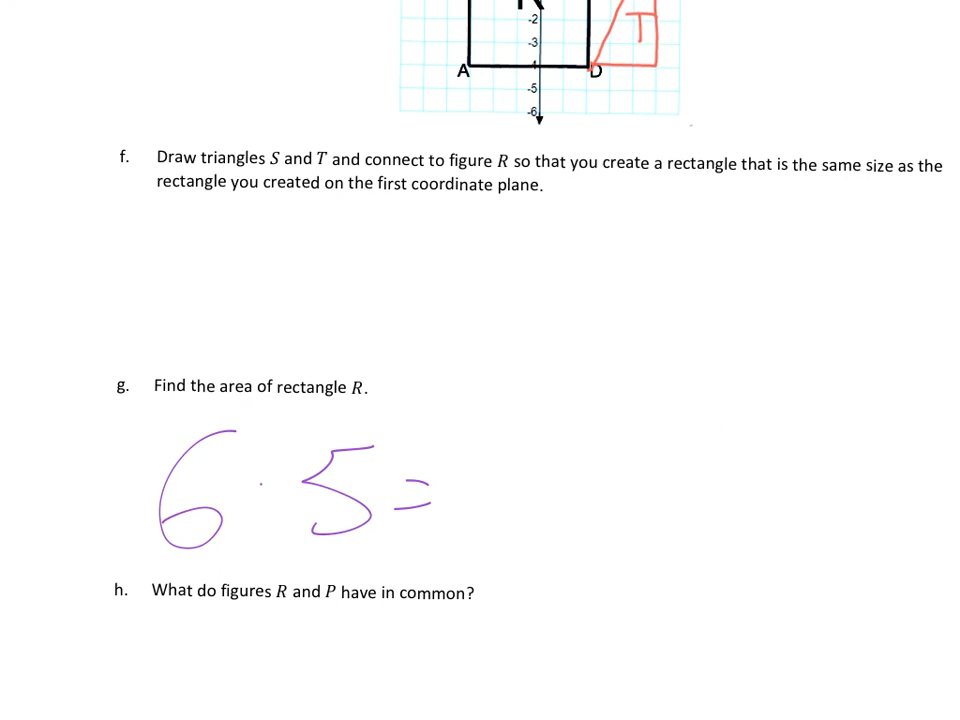 -2
T
-3
A
D
-5
-6
f. Draw triangles S and T and connect to figure R so that you create a rectangle that is the same size as the
rectangle you created on the first coordinate plane.
g. Find the area of rectangle R.
6 · 5 =
h. What do figures R and P have in common?